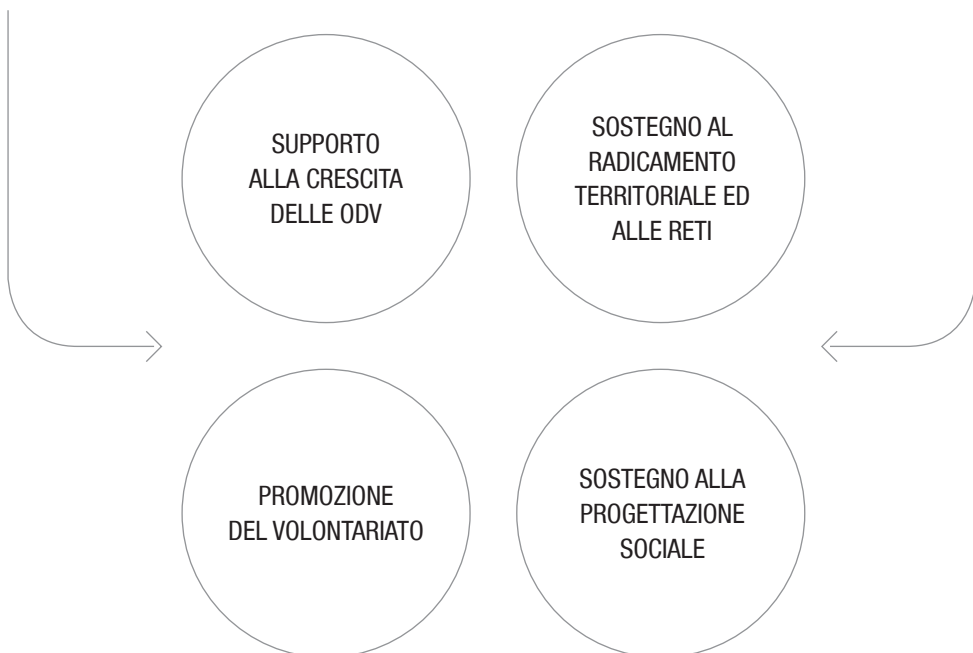 SUPPORTO
ALLA CRESCITA
DELLE ODV
SOSTEGNO AL
RADICAMENTO
TERRITORIALE ED
ALLE RETI
PROMOZIONE
DEL VOLONTARIATO
SOSTEGNO ALLA
PROGETTAZIONE
SOCIALE